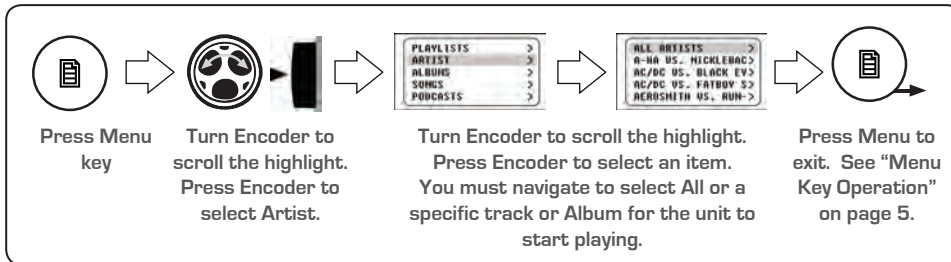 PLAYLISTS >
ARTIST >
ALBUMS >
SONGS >
PODCASTS >
ALL ARTISTS >
A-HA VS. NICKLEBAC>
AC/DC VS. BLACK EY>
AC/DC VS. FATBOY S>
AEROSMITH VS. RUN->
Press Menu
key
Turn Encoder to
scroll the highlight.
Press Encoder to
select Artist.
Turn Encoder to scroll the highlight.
Press Encoder to select an item.
You must navigate to select All or a
specific track or Album for the unit to
start playing.
Press Menu to
exit. See “Menu
Key Operation”
on page 5.